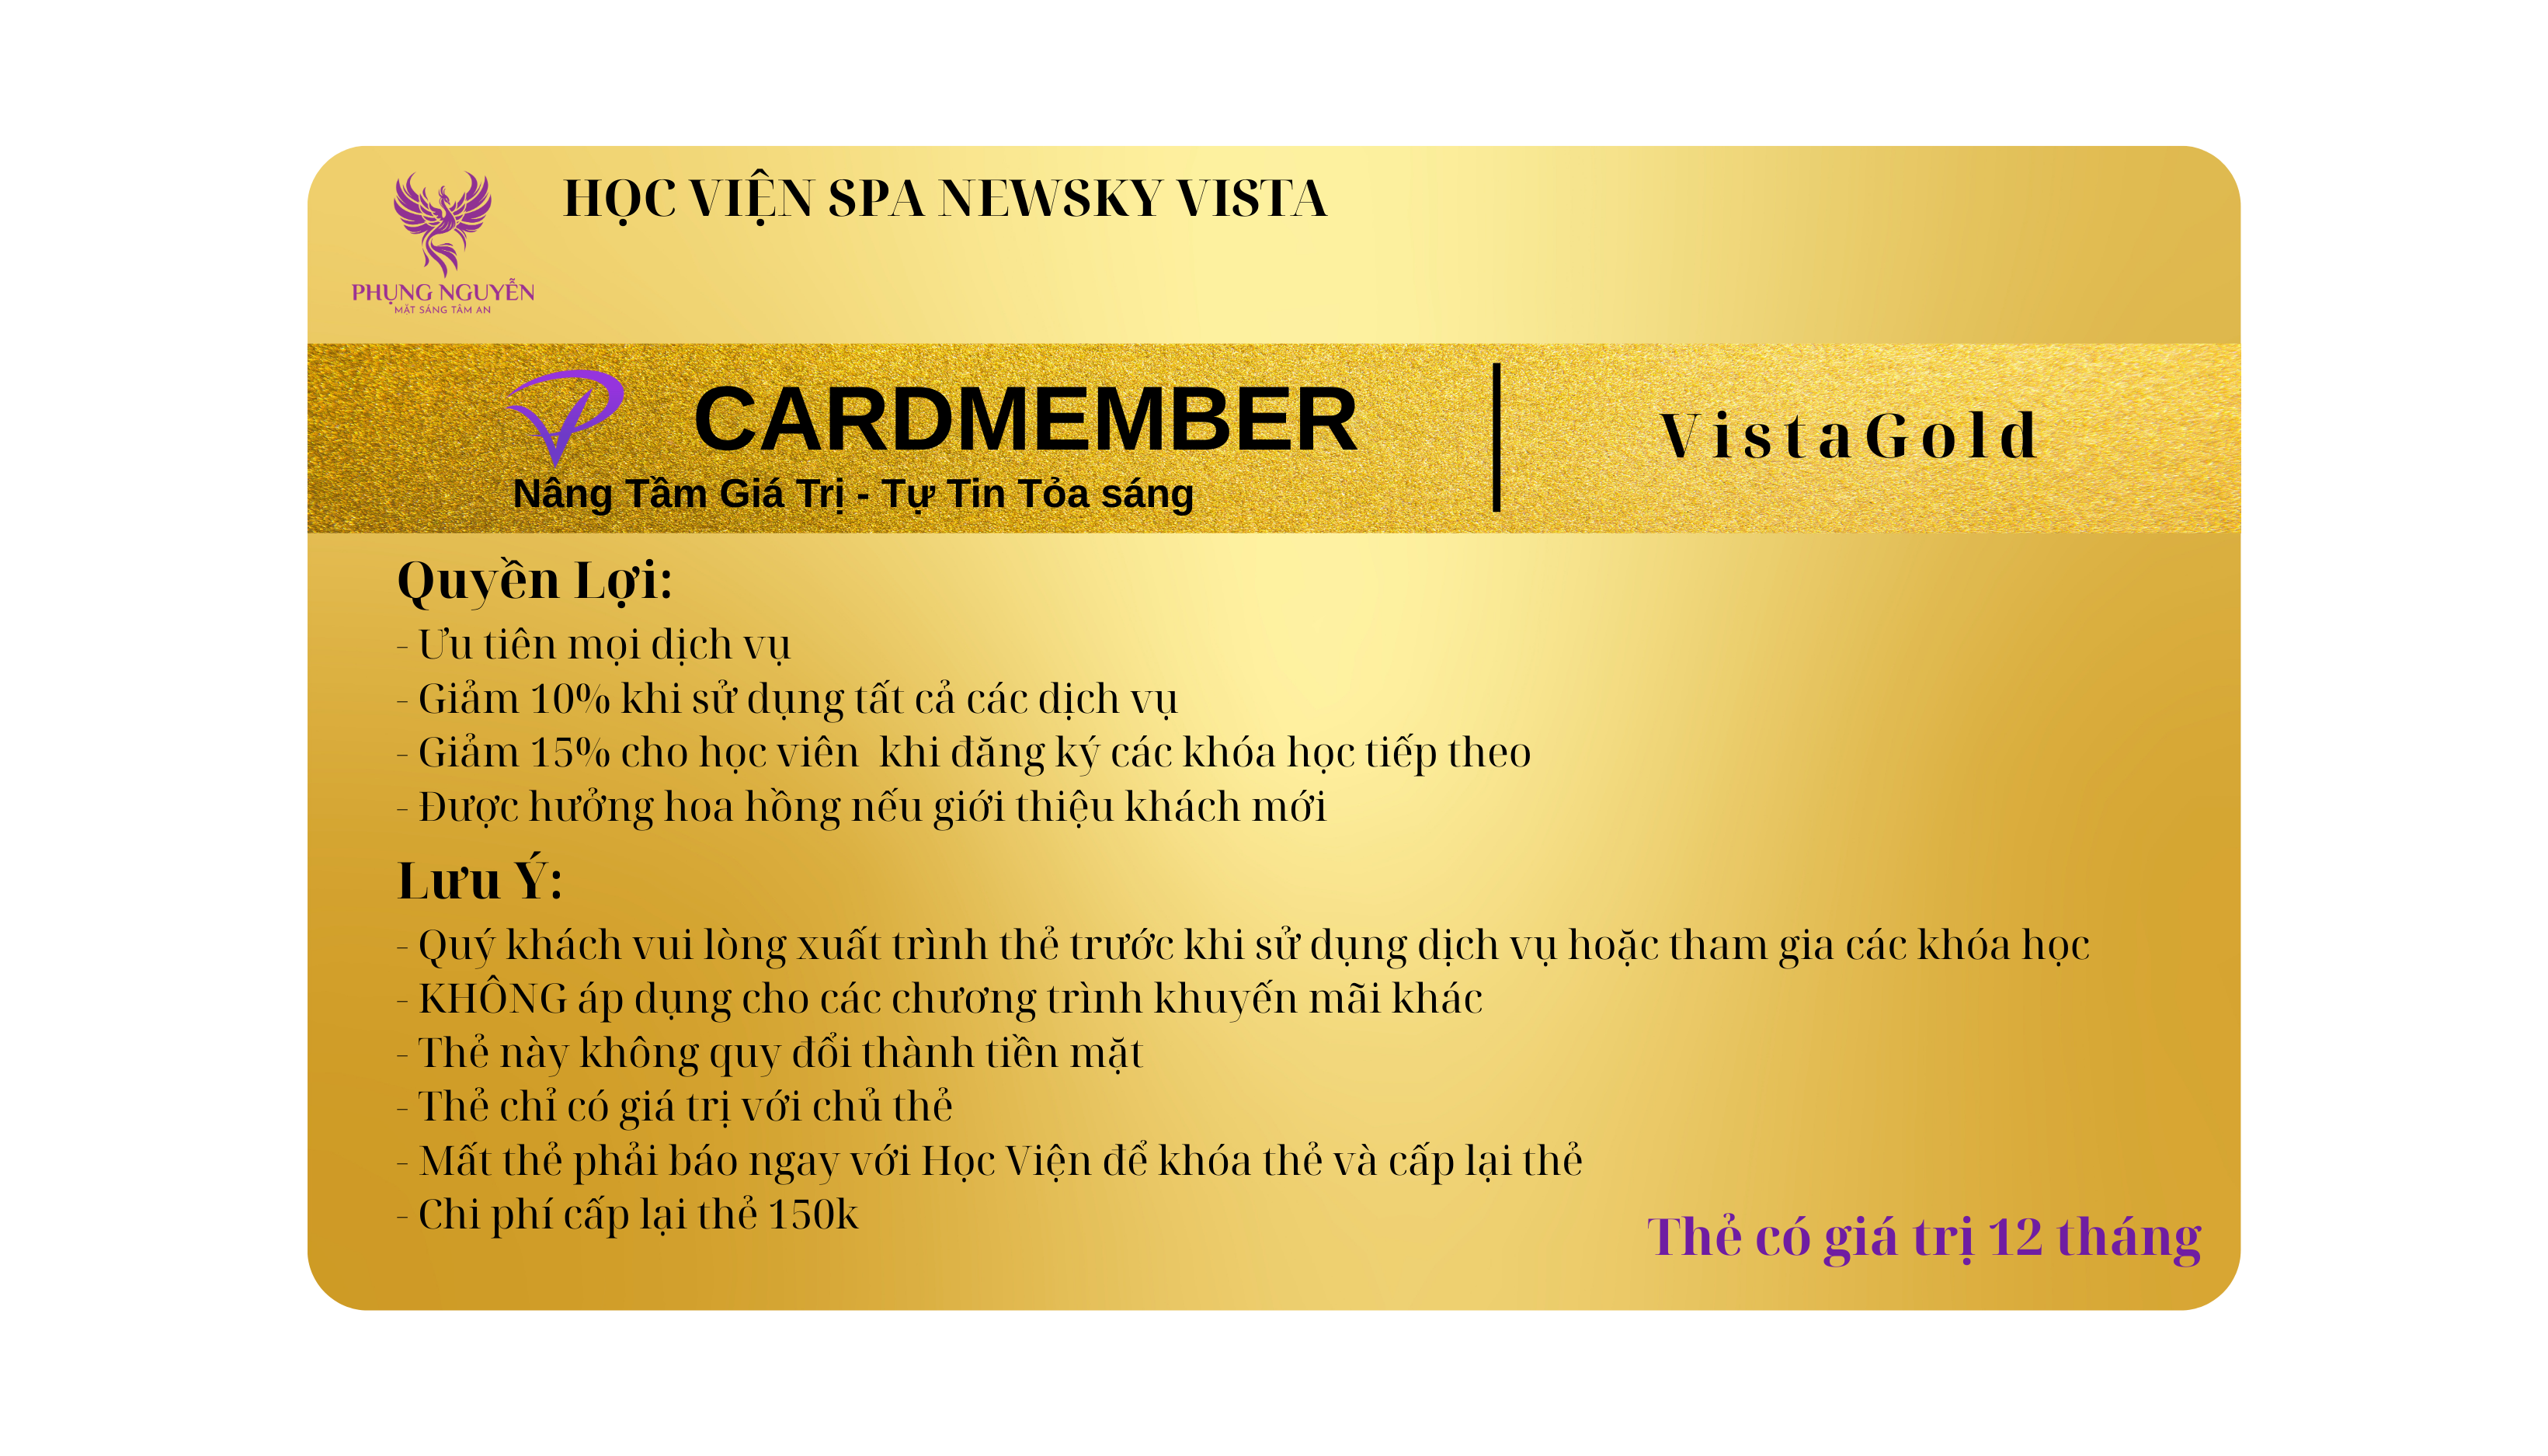 HỌC VIỆN SPA NEWSKY VISTA
PHỤNG NGUYỄN
MẶT SÁNG TÂM AN
CARDMEMBER
Nâng Tầm Giá Trị - Tự Tin Tỏa sáng
VistaGold
Quyền Lợi:
- Ưu tiên mọi dịch vụ
- Giảm 10% khi sử dụng tất cả các dịch vụ
- Giảm 15% cho học viên  khi đăng ký các khóa học tiếp theo
- Được hưởng hoa hồng nếu giới thiệu khách mới
Lưu Ý:
- Quý khách vui lòng xuất trình thẻ trước khi sử dụng dịch vụ hoặc tham gia các khóa học
- KHÔNG áp dụng cho các chương trình khuyến mãi khác
- Thẻ này không quy đổi thành tiền mặt
- Thẻ chỉ có giá trị với chủ thẻ
- Mất thẻ phải báo ngay với Học Viện để khóa thẻ và cấp lại thẻ
- Chi phí cấp lại thẻ 150k
Thẻ có giá trị 12 tháng